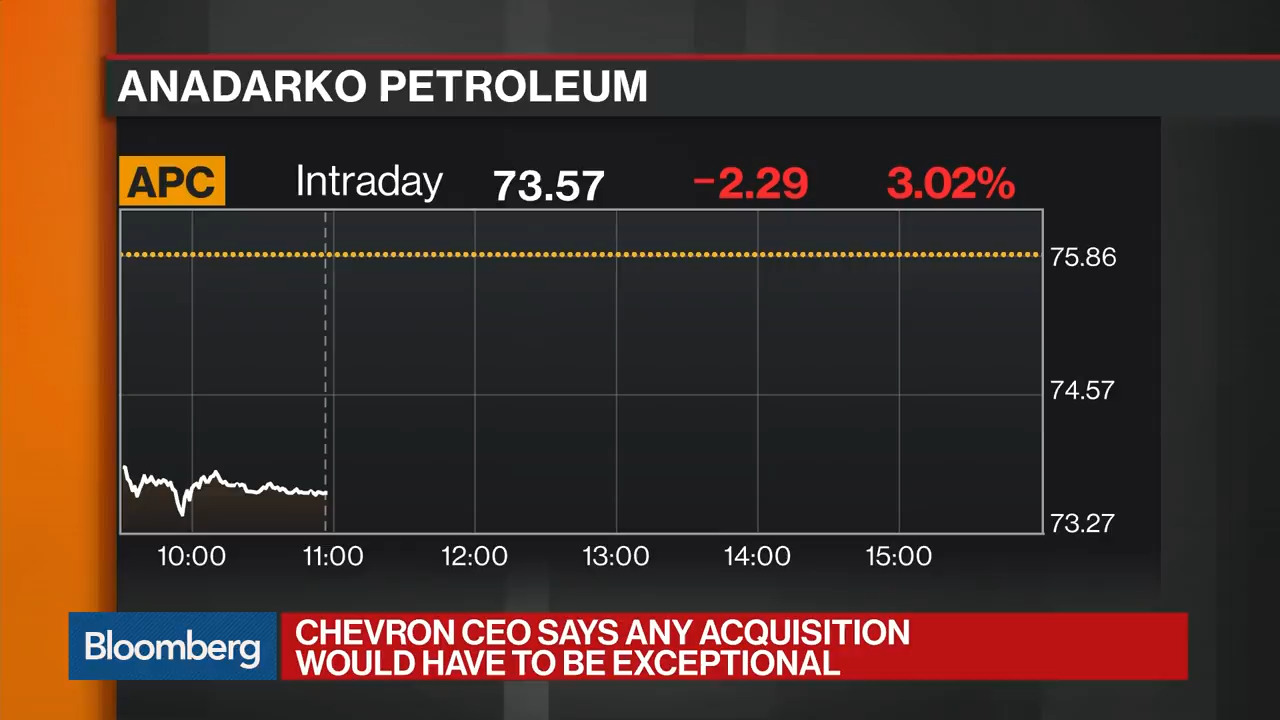 ANADARKO PETROLEUM
APC Intraday 73.57 -2.29 3.02%
75.86
74.57
73.27
10:00 11:00 12:00 13:00 14:00 15:00
Bloomberg
CHEVRON CEO SAYS ANY ACQUISITION
WOULD HAVE TO BE EXCEPTIONAL